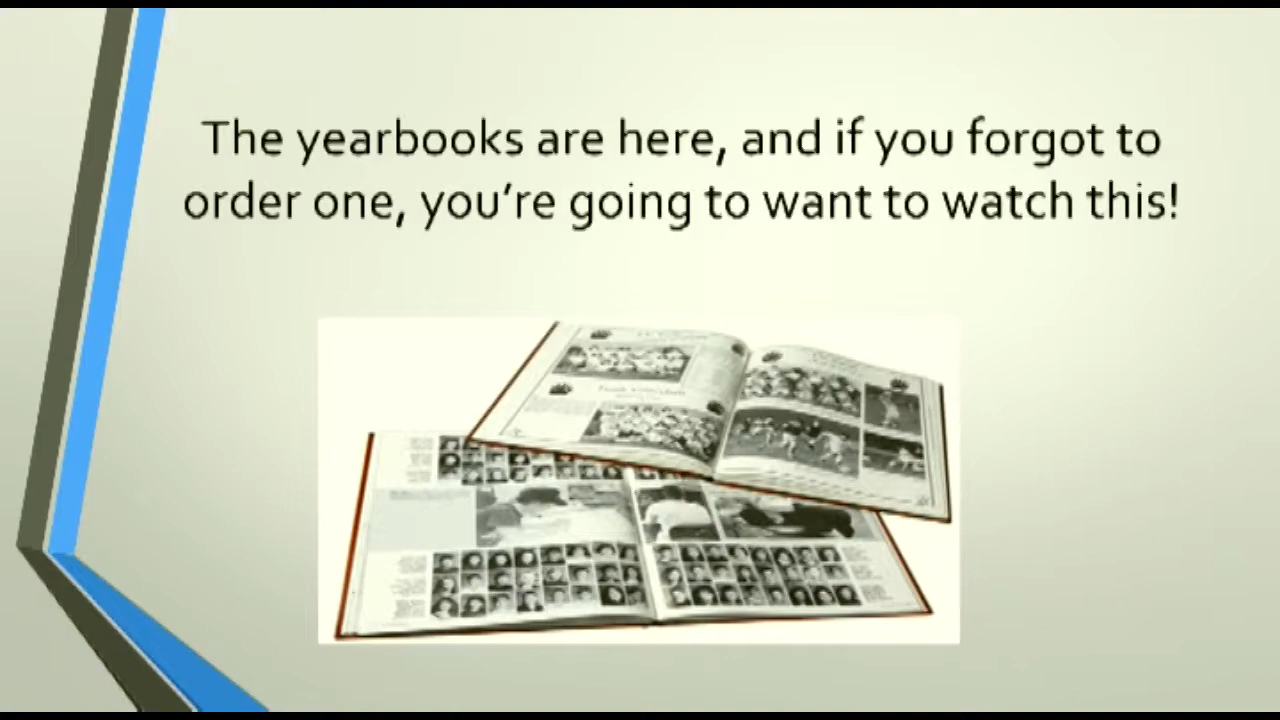 The yearbooks are here, and if you forgot to
order one, you’re going to want to watch this!